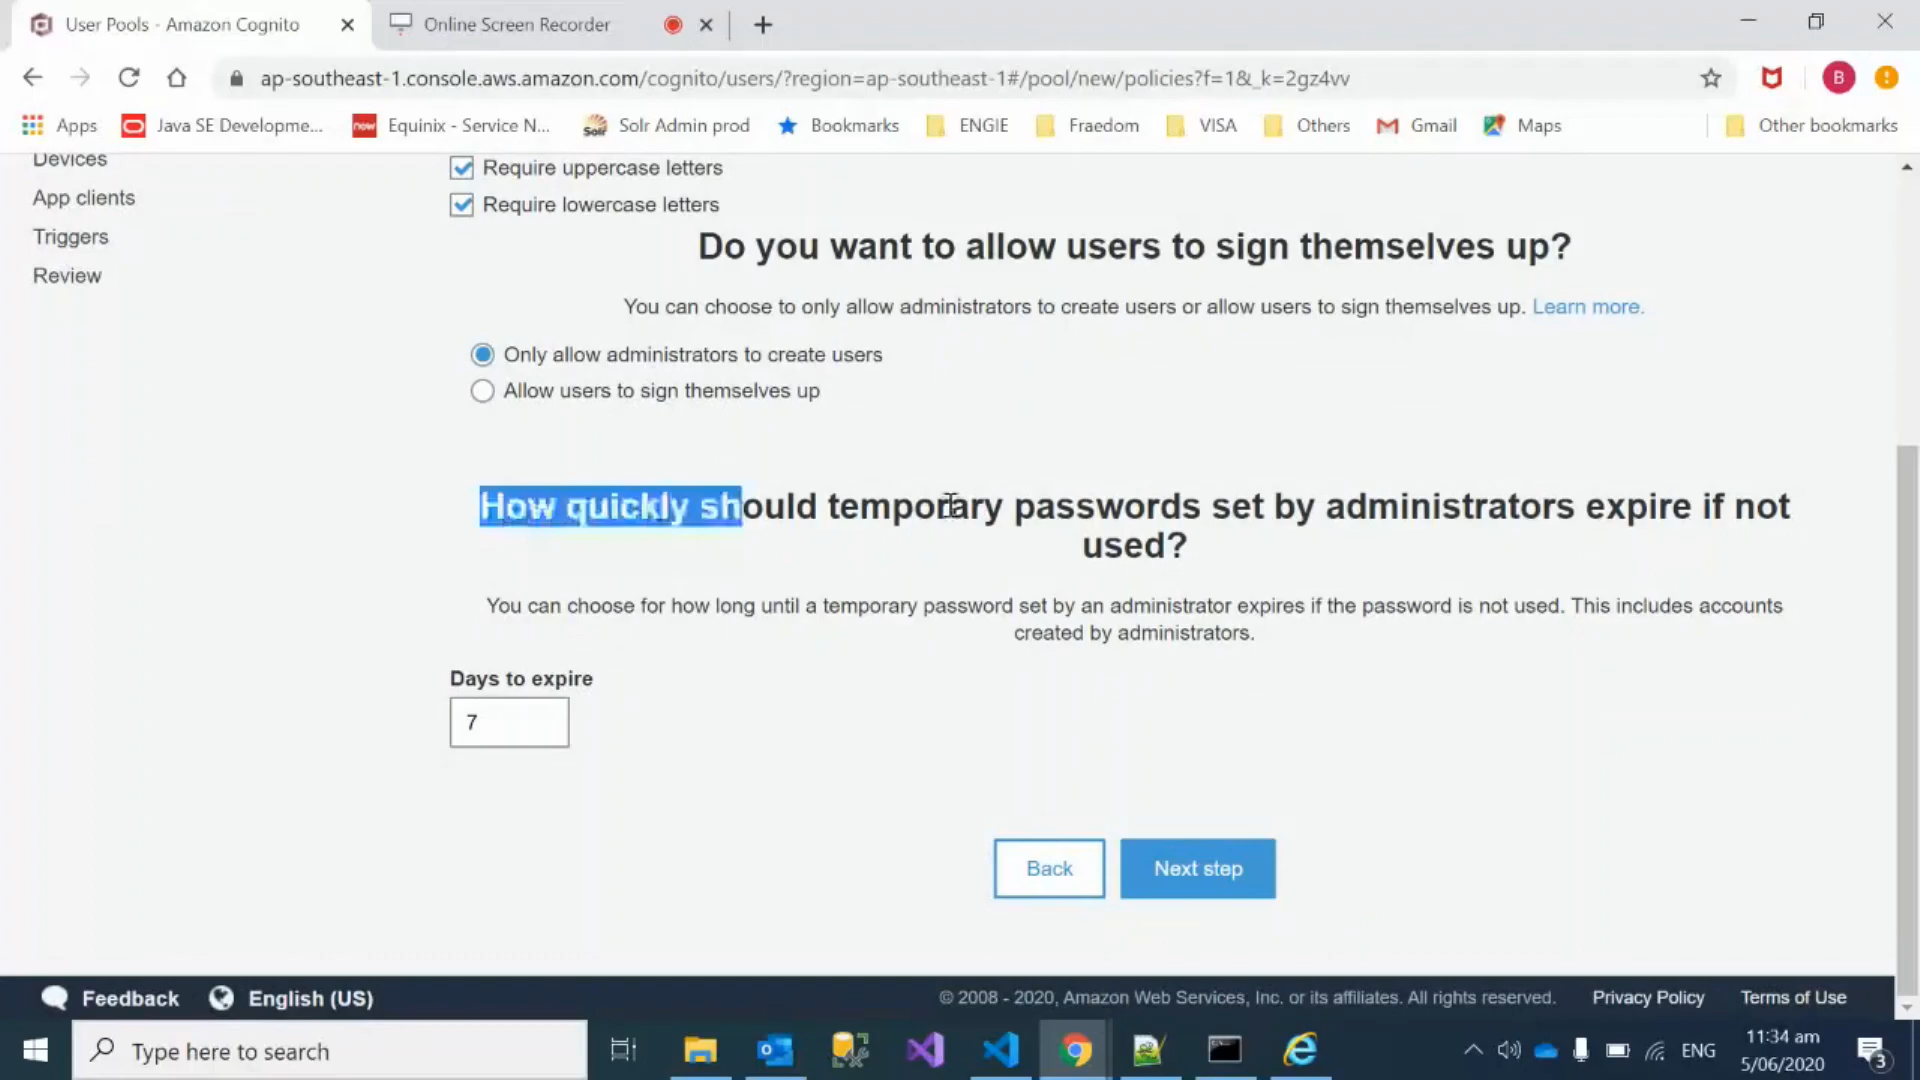 User Pools - Amazon Cognito
Online Screen Recorder
ap-southeast-1.console.aws.amazon.com/cognito/users/?region=ap-southeast-1#/pool/new/policies?f=1&_k=2gz4vv
B
Apps
Java SE Developme...
now
Equinix - Service N...
Solr
Solr Admin prod
Bookmarks
ENGIE
Fraedom
VISA
Others
Gmail
Maps
Other bookmarks
Devices
App clients
Triggers
Review
Require uppercase letters
Require lowercase letters
Do you want to allow users to sign themselves up?
You can choose to only allow administrators to create users or allow users to sign themselves up. Learn more.
Only allow administrators to create users
Allow users to sign themselves up
How quickly should temporary passwords set by administrators expire if not
used?
You can choose for how long until a temporary password set by an administrator expires if the password is not used. This includes accounts
created by administrators.
Days to expire
7
Back
Next step
Feedback
English (US)
© 2008 - 2020, Amazon Web Services, Inc. or its affiliates. All rights reserved.
Privacy Policy
Terms of Use
Type here to search
ENG
11:34 am
5/06/2020
3